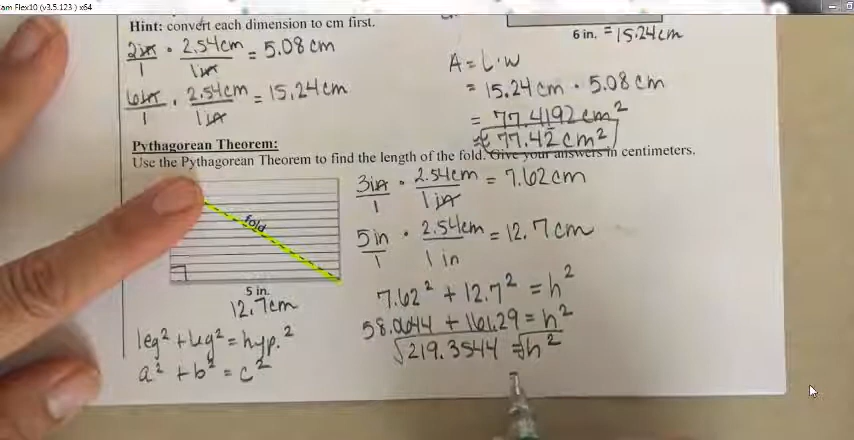 am Flex10 (v3.5.123 ) x64
Hint: convert each dimension to cm first.
2in/1 · 2.54cm/1in = 5.08 cm
6in/1 · 2.54cm/1in = 15.24 cm
6 in. = 15.24 cm
A = L·W
= 15.24 cm · 5.08 cm
= 77.4192 cm²
≈ 77.42 cm²
Pythagorean Theorem:
Use the Pythagorean Theorem to find the length of the fold. Give your answers in centimeters.
fold
5 in.
12.7cm
leg² + leg² = hyp.²
a² + b² = c²
3in/1 · 2.54cm/1in = 7.62cm
5in/1 · 2.54cm/1in = 12.7 cm
7.62² + 12.7² = h²
58.0644 + 161.29 = h²
√219.3544 = √h²